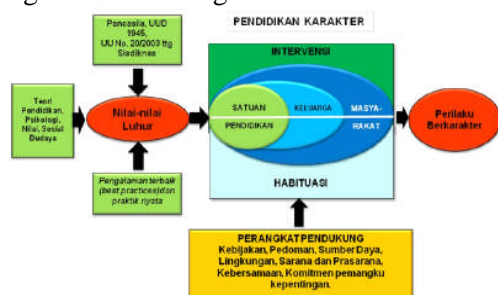 PENDIDIKAN KARAKTER
Pancasila, UUD
1945,
UU No. 20/2003 ttg
Sisdiknas
Teori
Pendidikan,
Psikologi,
Nilai, Sosial
Budaya
Nilai-nilai
Luhur
Pengalaman terbaik
(best practices)dan
praktik nyata
INTERVENSI
SATUAN
PENDIDIKAN
KELUARGA
MASYA-
RAKAT
HABITUASI
Perilaku
Berkarakter
PERANGKAT PENDUKUNG
Kebijakan, Pedoman, Sumber Daya,
Lingkungan, Sarana dan Prasarana,
Kebersamaan, Komitmen pemangku
kepentingan.